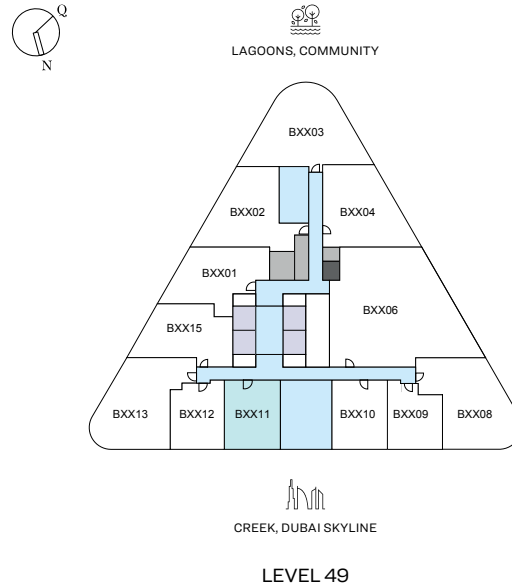 Q
N
LAGOONS, COMMUNITY
BXX03
BXX02
BXX04
BXX01
BXX06
BXX15
BXX13
BXX12
BXX11
BXX10
BXX09
BXX08
CREEK, DUBAI SKYLINE
LEVEL 49